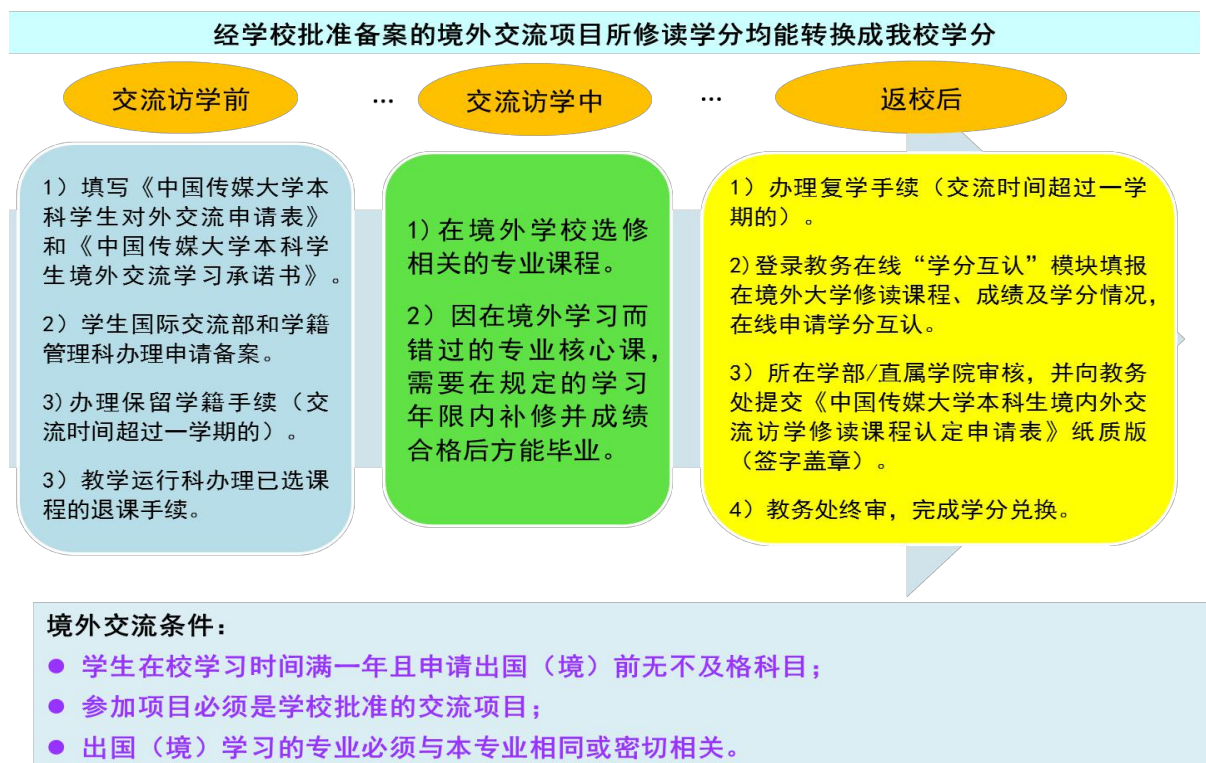 经学校批准备案的境外交流项目所修读学分均能转换成我校学分
交流访学前
…
交流访学中
…
返校后
1）填写《中国传媒大学本
科学生对外交流申请表》
和《中国传媒大学本科学
生境外交流学习承诺书》。
2）学生国际交流部和学籍
管理科办理申请备案。
3)办理保留学籍手续（交
流时间超过一学期的）。
3）教学运行科办理已选课
程的退课手续。
1)在境外学校选修
相关的专业课程。
2）因在境外学习而
错过的专业核心课，
需要在规定的学习
年限内补修并成绩
合格后方能毕业。
1）办理复学手续（交流时间超过一学
期的）。
2)登录教务在线“学分互认”模块填报
在境外大学修读课程、成绩及学分情况，
在线申请学分互认。
3）所在学部/直属学院审核，并向教务
处提交《中国传媒大学本科生境内外交
流访学修读课程认定申请表》纸质版
（签字盖章）。
4）教务处终审，完成学分兑换。
境外交流条件：
● 学生在校学习时间满一年且申请出国（境）前无不及格科目；
● 参加项目必须是学校批准的交流项目；
● 出国（境）学习的专业必须与本专业相同或密切相关。